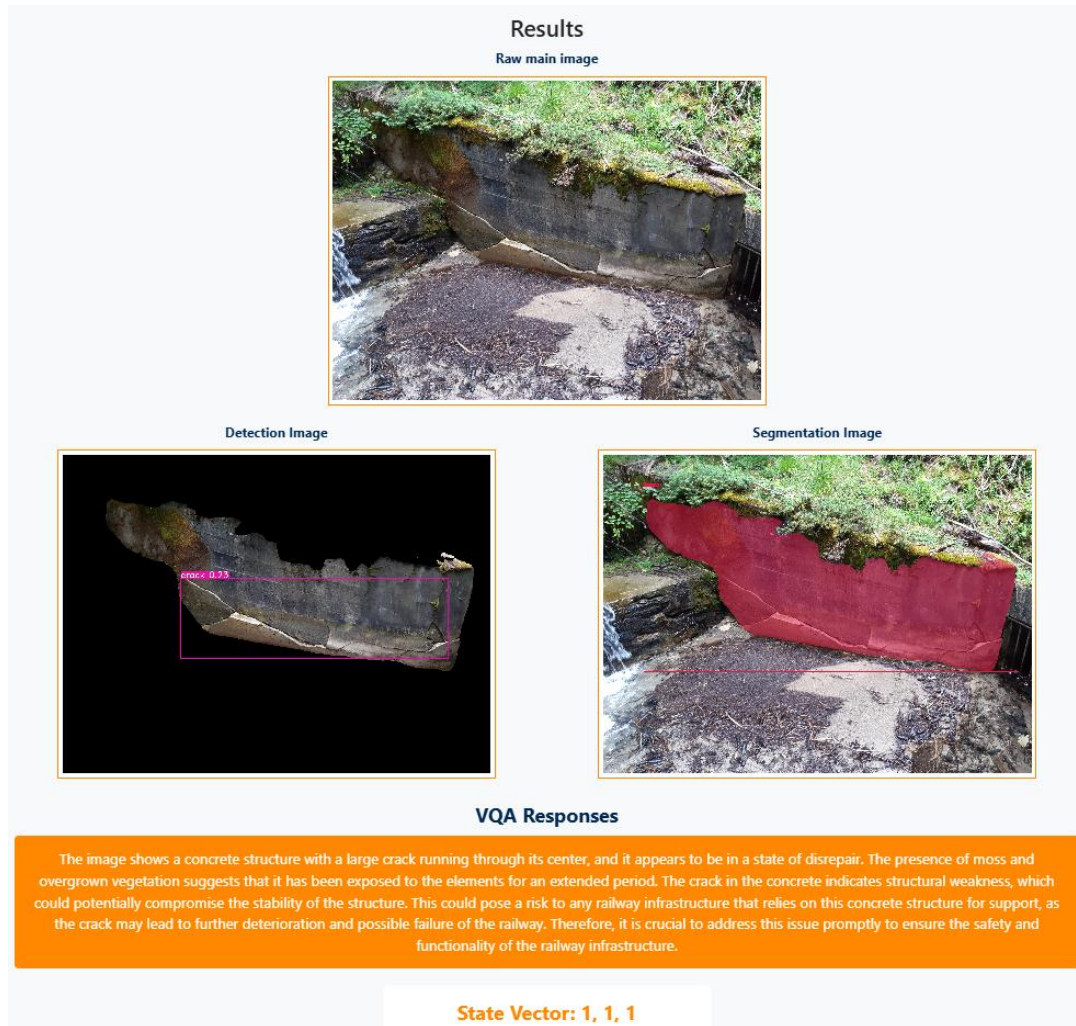 Results
Raw main image
Detection Image
Segmentation Image
crack 0.23
VQA Responses
The image shows a concrete structure with a large crack running through its center, and it appears to be in a state of disrepair. The presence of moss and
overgrown vegetation suggests that it has been exposed to the elements for an extended period. The crack in the concrete indicates structural weakness, which
could potentially compromise the stability of the structure. This could pose a risk to any railway infrastructure that relies on this concrete structure for support, as
the crack may lead to further deterioration and possible failure of the railway. Therefore, it is crucial to address this issue promptly to ensure the safety and
functionality of the railway infrastructure.
State Vector: 1, 1, 1